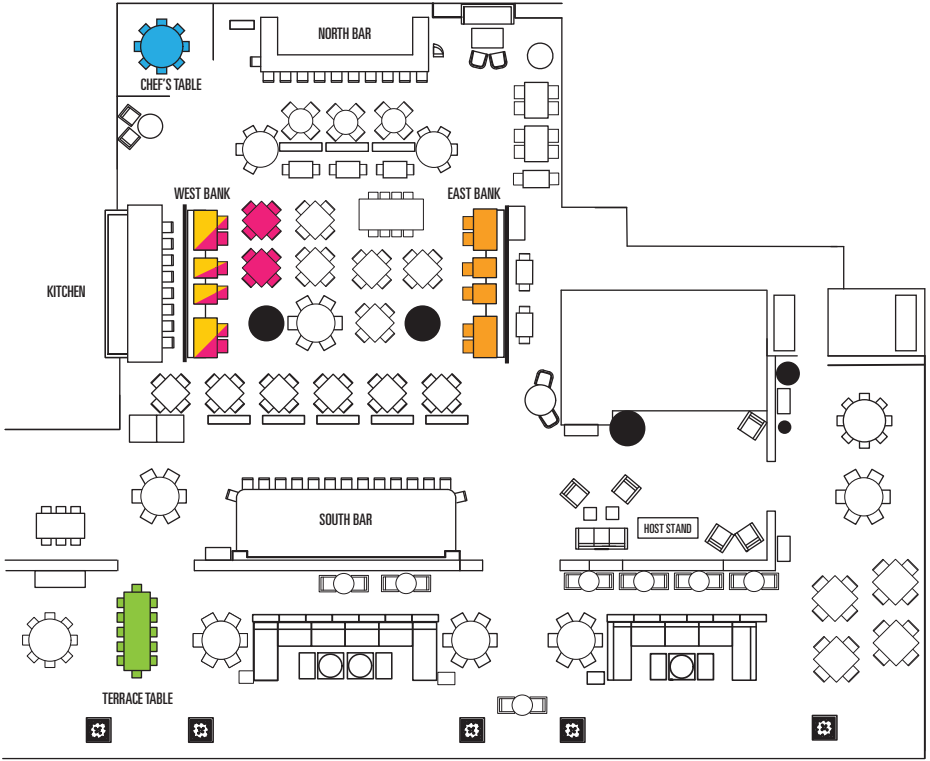 NORTH BAR
CHEF'S TABLE
WEST BANK
EAST BANK
KITCHEN
SOUTH BAR
HOST STAND
TERRACE TABLE